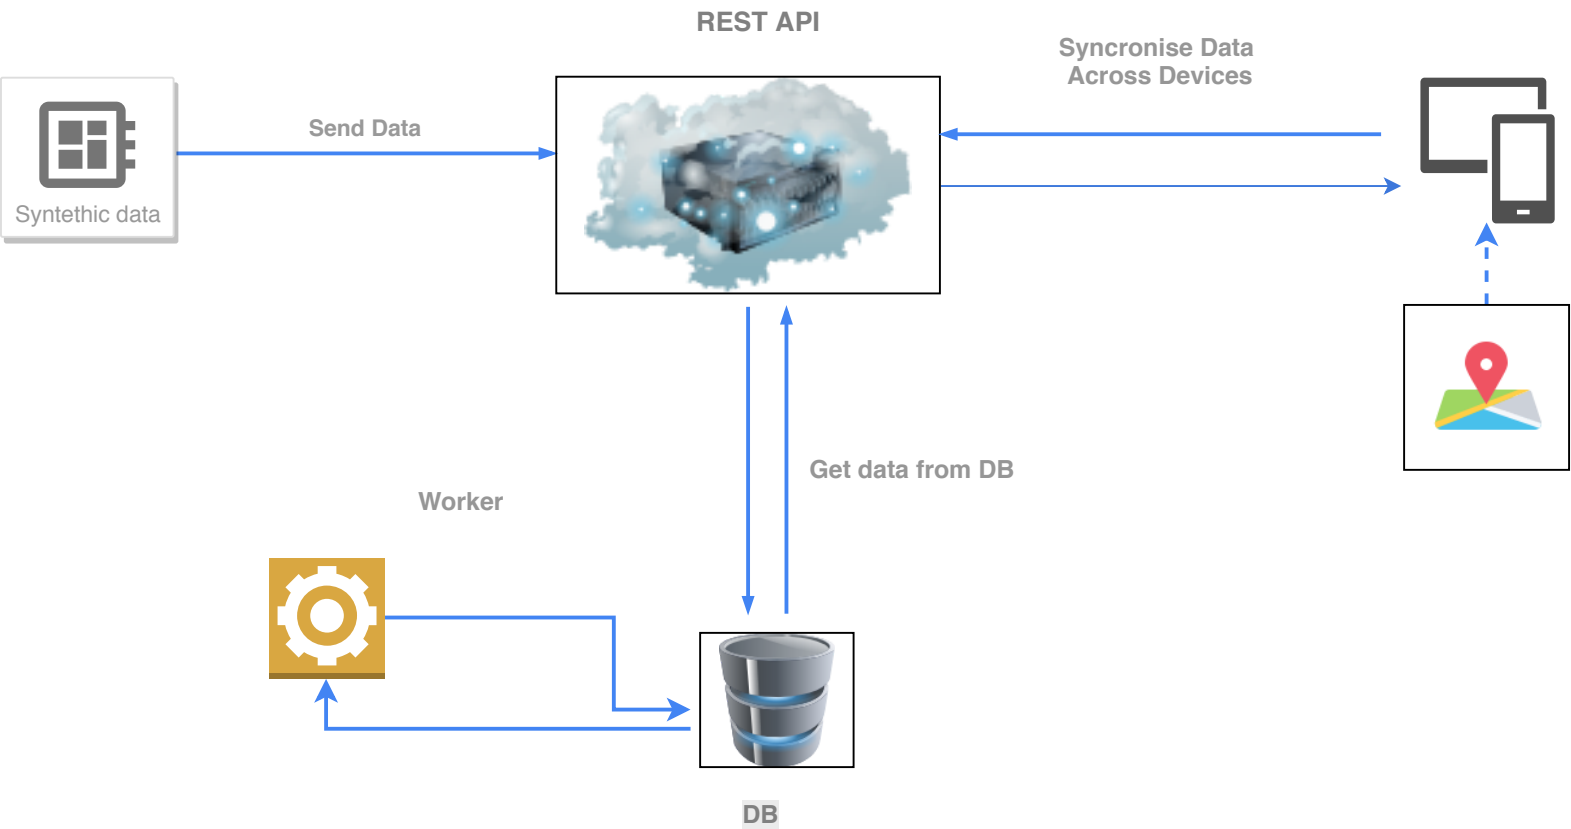 REST API
Syncronise Data
Across Devices
Send Data
Syntethic data
Get data from DB
Worker
DB